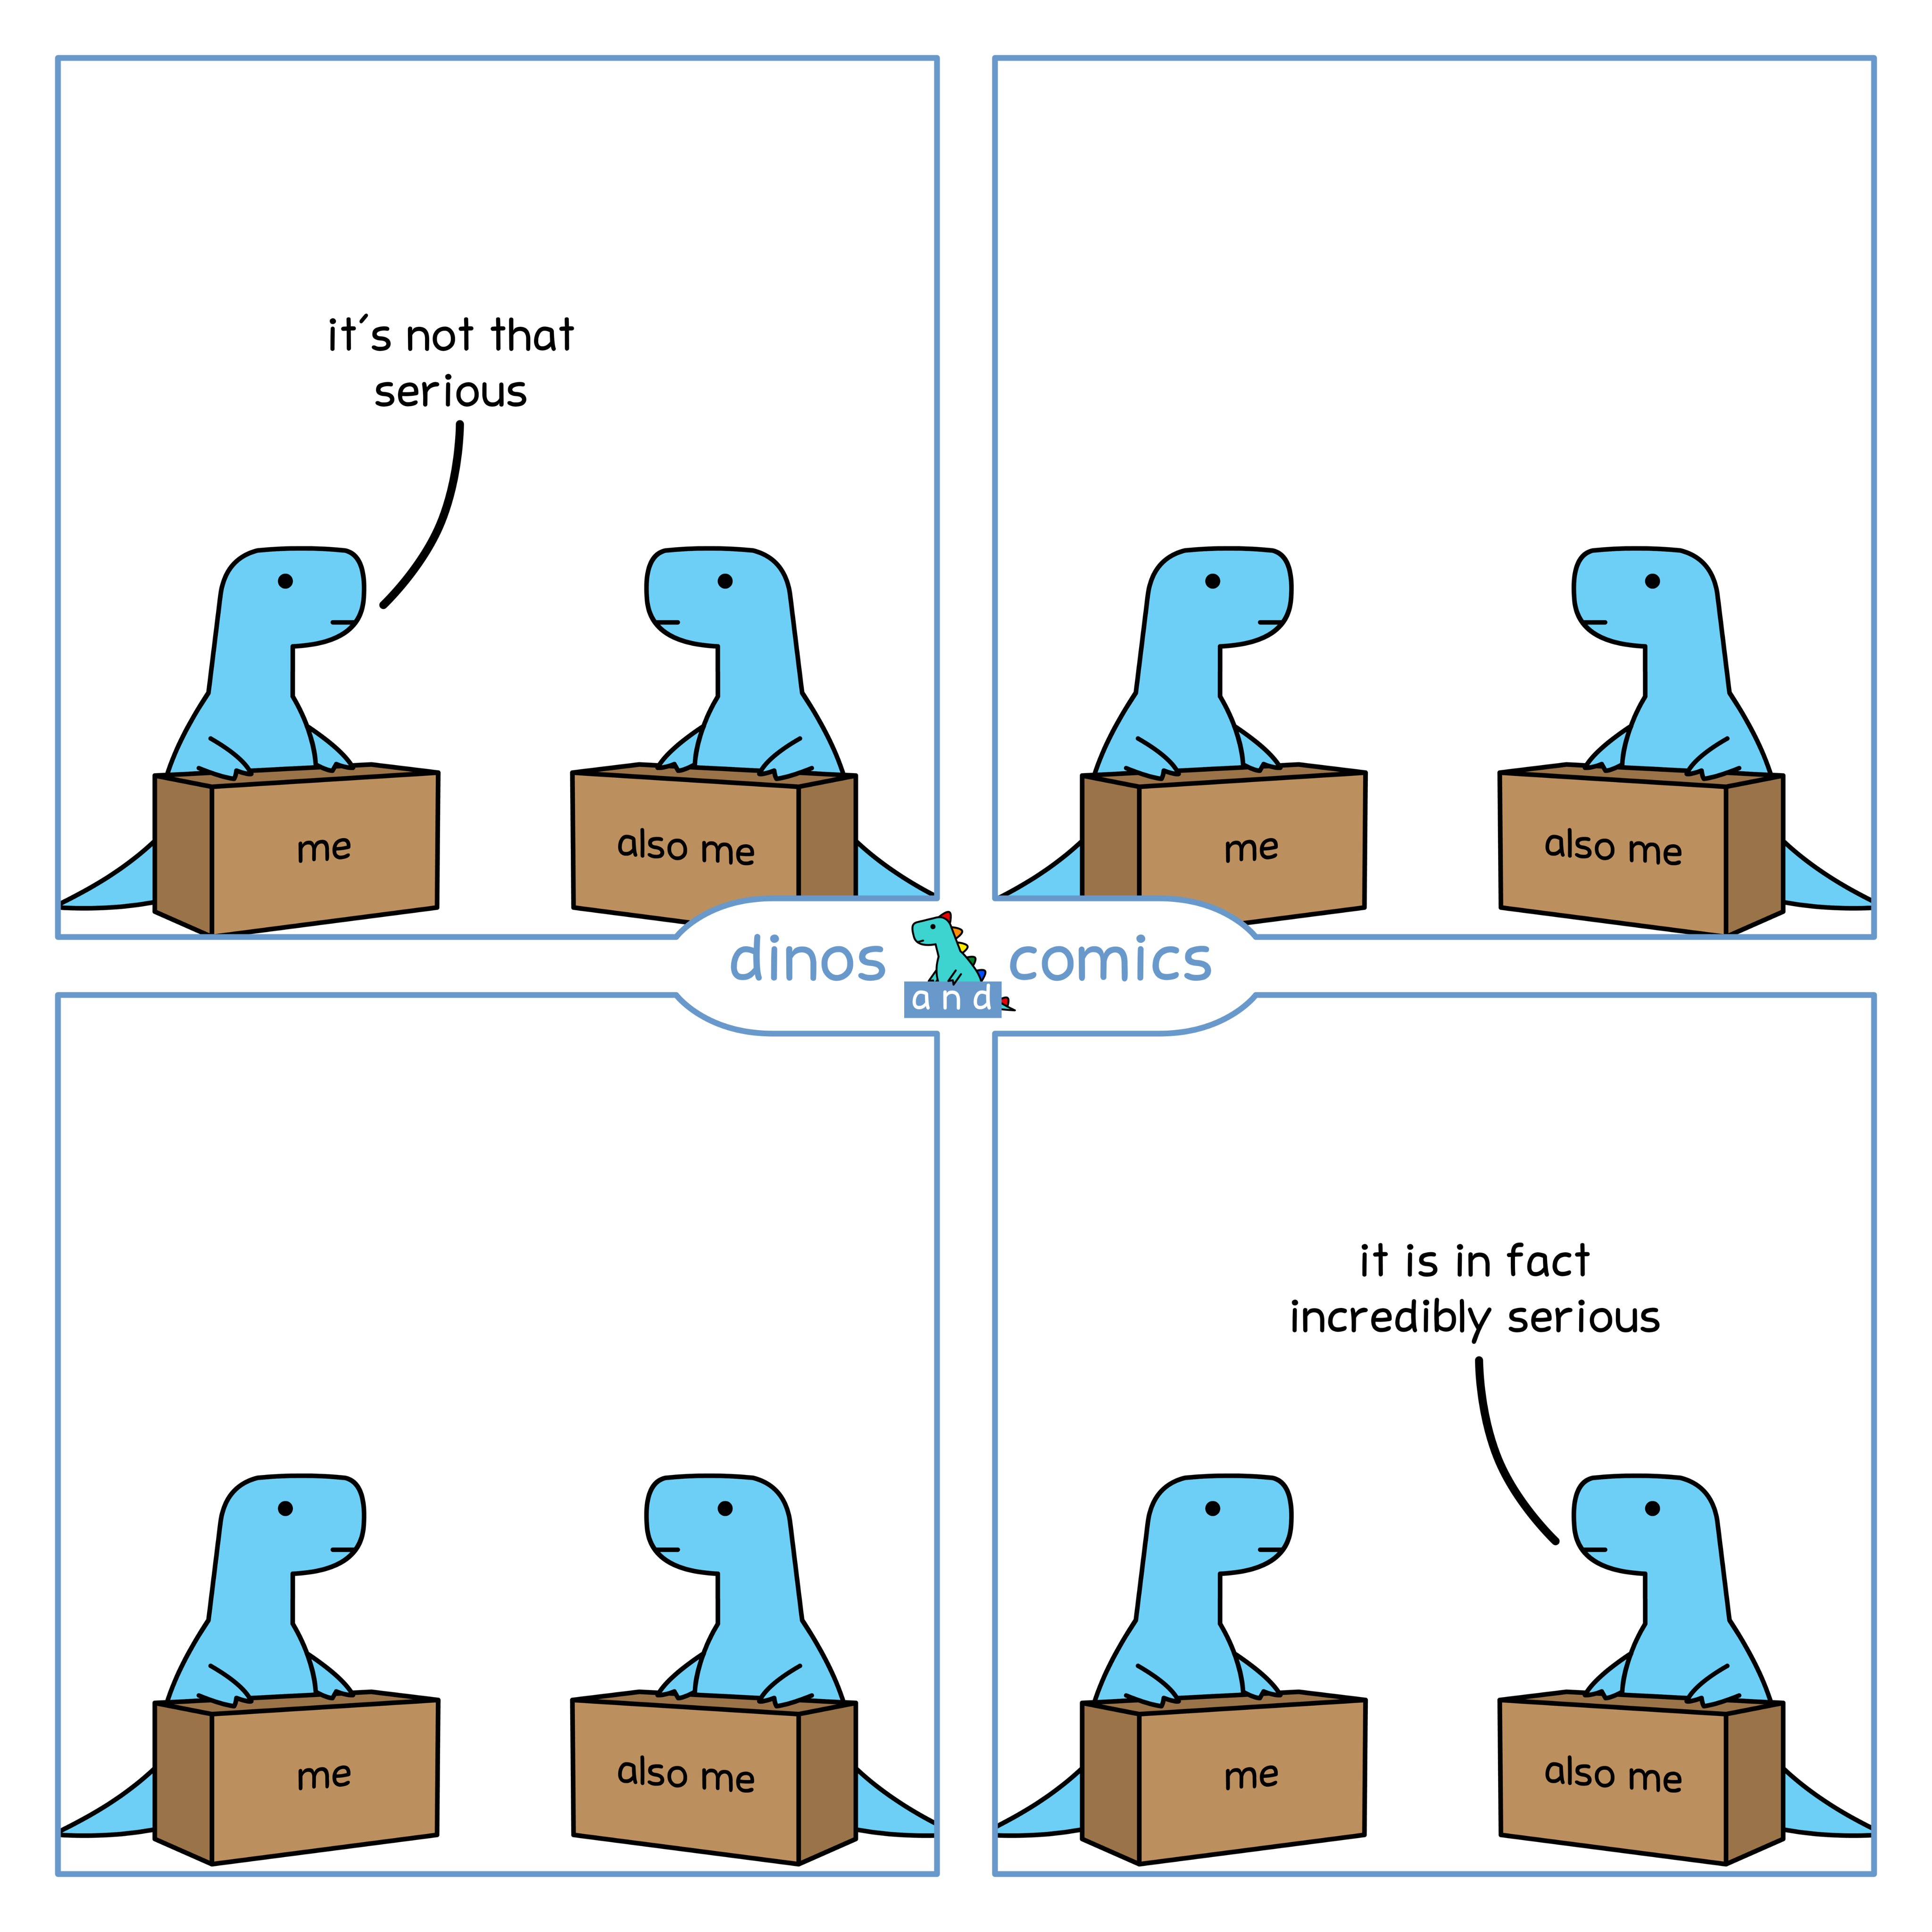 it´s not that
serious
me
also me
me
also me
dinos and comics
me
also me
it is in fact
incredibly serious
me
also me